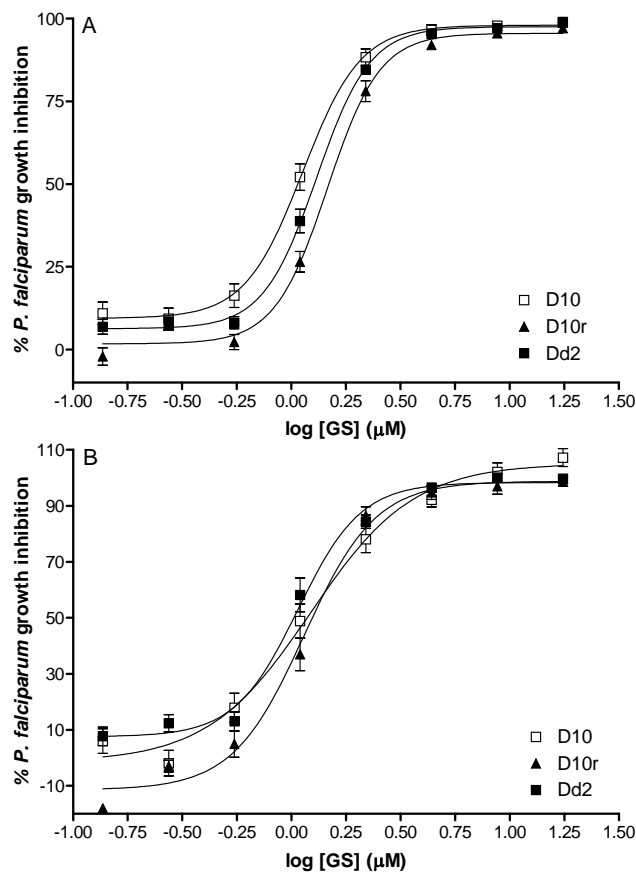 A
% P. falciparum growth inhibition
100
75
50
25
0
D10
D10r
Dd2
-1.00 -0.75 -0.50 -0.25 0.00 0.25 0.50 0.75 1.00 1.25 1.50
log [GS] (μM)
B
% P. falciparum growth inhibition
110
90
70
50
30
10
-10
D10
D10r
Dd2
-1.00 -0.75 -0.50 -0.25 0.00 0.25 0.50 0.75 1.00 1.25 1.50
log [GS] (μM)